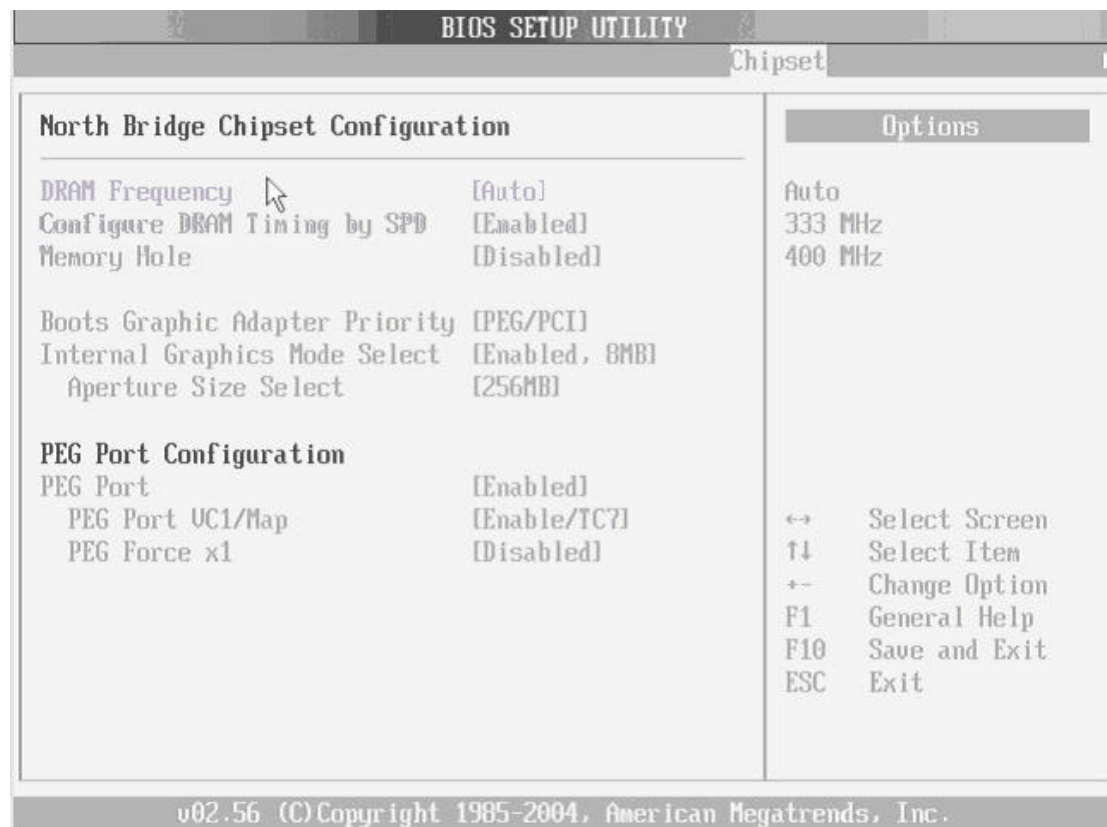 BIOS SETUP UTILITY
Chipset
North Bridge Chipset Configuration
DRAM Frequency [Auto]
Configure DRAM Timing by SPD [Enabled]
Memory Hole [Disabled]
Boots Graphic Adapter Priority [PEG/PCI]
Internal Graphics Mode Select [Enabled, 8MB]
Aperture Size Select [256MB]
PEG Port Configuration
PEG Port [Enabled]
PEG Port VC1/Map [Enable/TC7]
PEG Force x1 [Disabled]
Options
Auto
333 MHz
400 MHz
↔ Select Screen
↑↓ Select Item
+- Change Option
F1 General Help
F10 Save and Exit
ESC Exit
v02.56 (C)Copyright 1985-2004, American Megatrends, Inc.